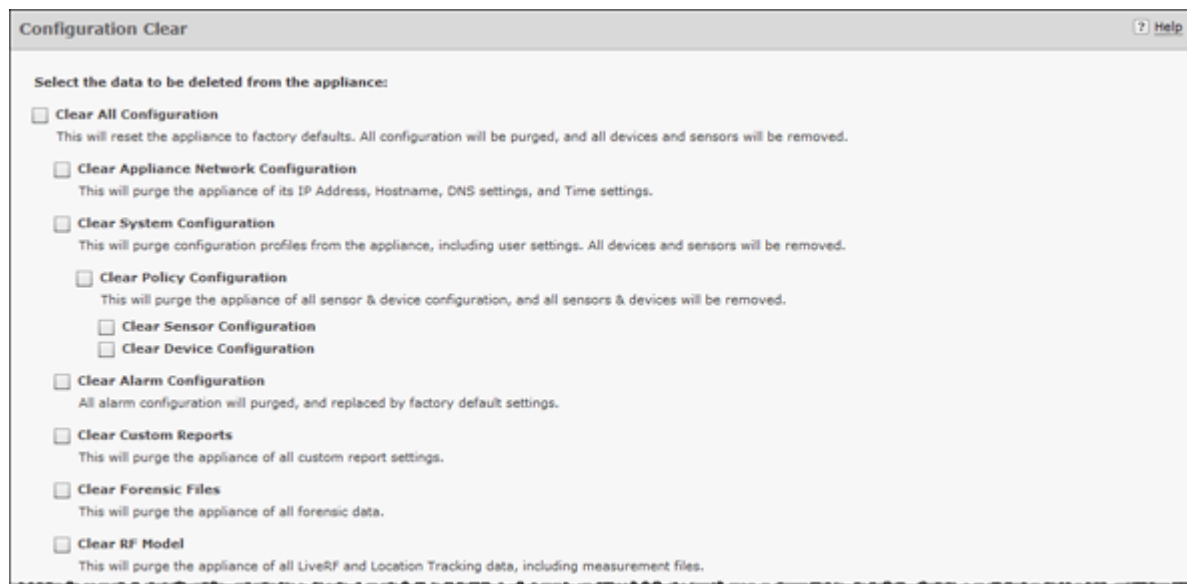 Configuration Clear
? Help
Select the data to be deleted from the appliance:
Clear All Configuration
This will reset the appliance to factory defaults. All configuration will be purged, and all devices and sensors will be removed.
Clear Appliance Network Configuration
This will purge the appliance of its IP Address, Hostname, DNS settings, and Time settings.
Clear System Configuration
This will purge configuration profiles from the appliance, including user settings. All devices and sensors will be removed.
Clear Policy Configuration
This will purge the appliance of all sensor & device configuration, and all sensors & devices will be removed.
Clear Sensor Configuration
Clear Device Configuration
Clear Alarm Configuration
All alarm configuration will purged, and replaced by factory default settings.
Clear Custom Reports
This will purge the appliance of all custom report settings.
Clear Forensic Files
This will purge the appliance of all forensic data.
Clear RF Model
This will purge the appliance of all LiveRF and Location Tracking data, including measurement files.